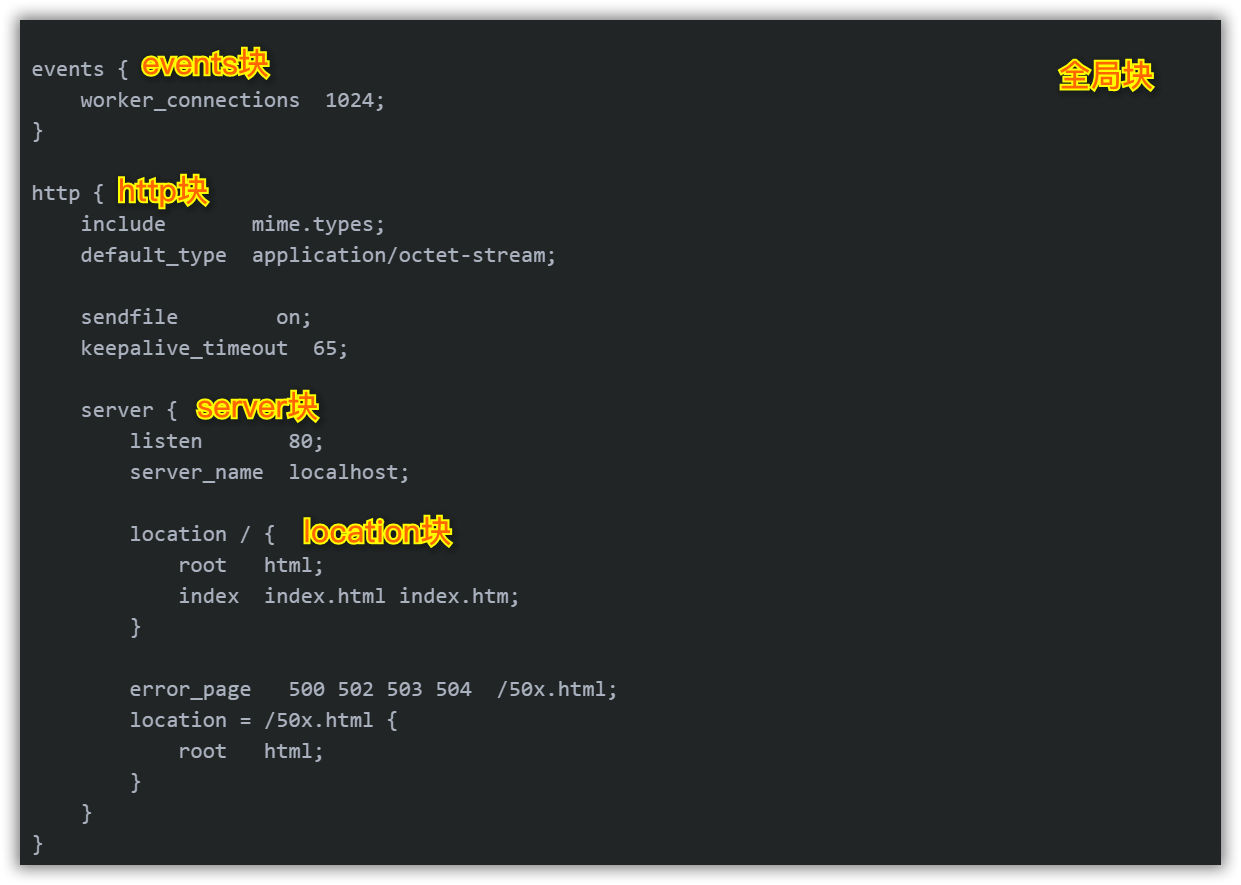 events { events块
全局块
    worker_connections  1024;
}
http { http块
    include       mime.types;
    default_type  application/octet-stream;
    sendfile        on;
    keepalive_timeout  65;
    server { server块
        listen       80;
        server_name  localhost;
        location / { location块
            root   html;
            index  index.html index.htm;
        }
        error_page   500 502 503 504  /50x.html;
        location = /50x.html {
            root   html;
        }
    }
}